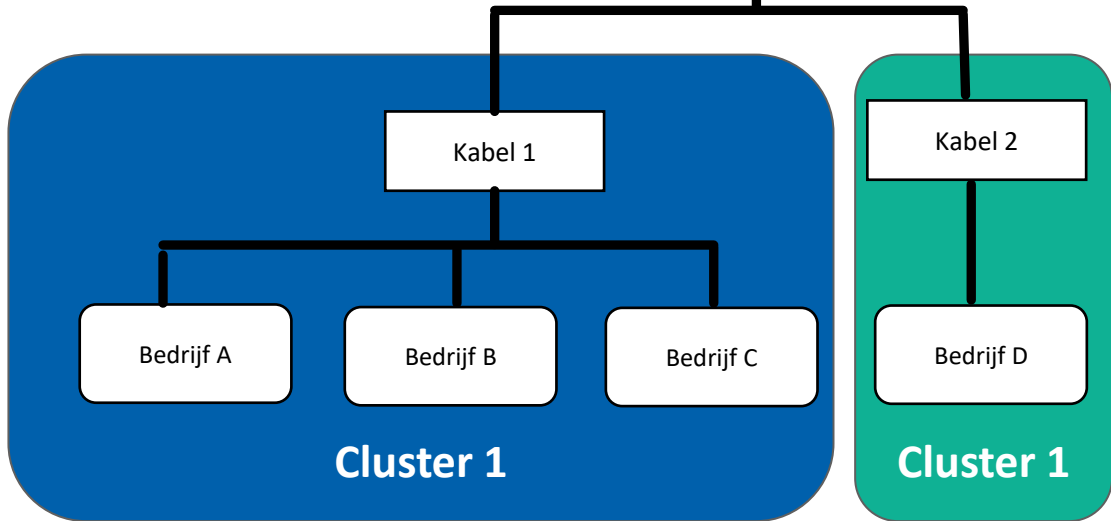 Kabel 1
Kabel 2
Bedrijf A
Bedrijf B
Bedrijf C
Bedrijf D
Cluster 1
Cluster 1